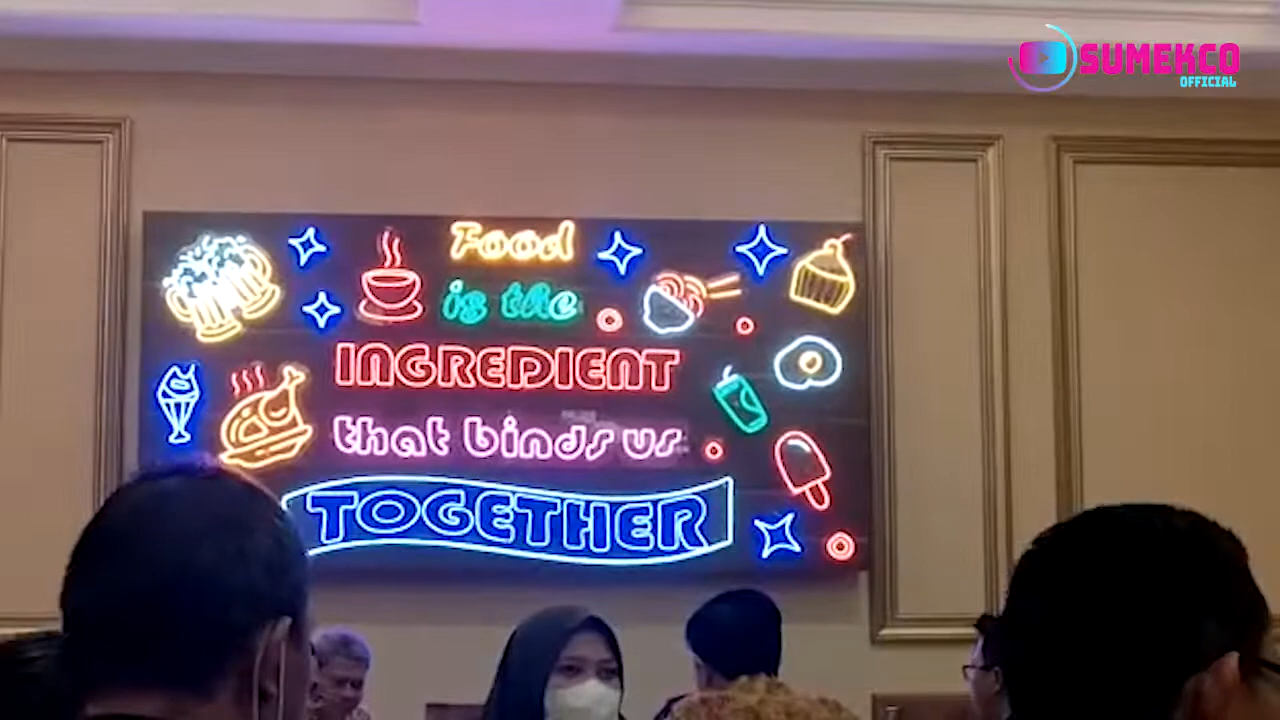 SUMEKCO
OFFICIAL
Food
is the
INGREDIENT
that binds us
TOGETHER